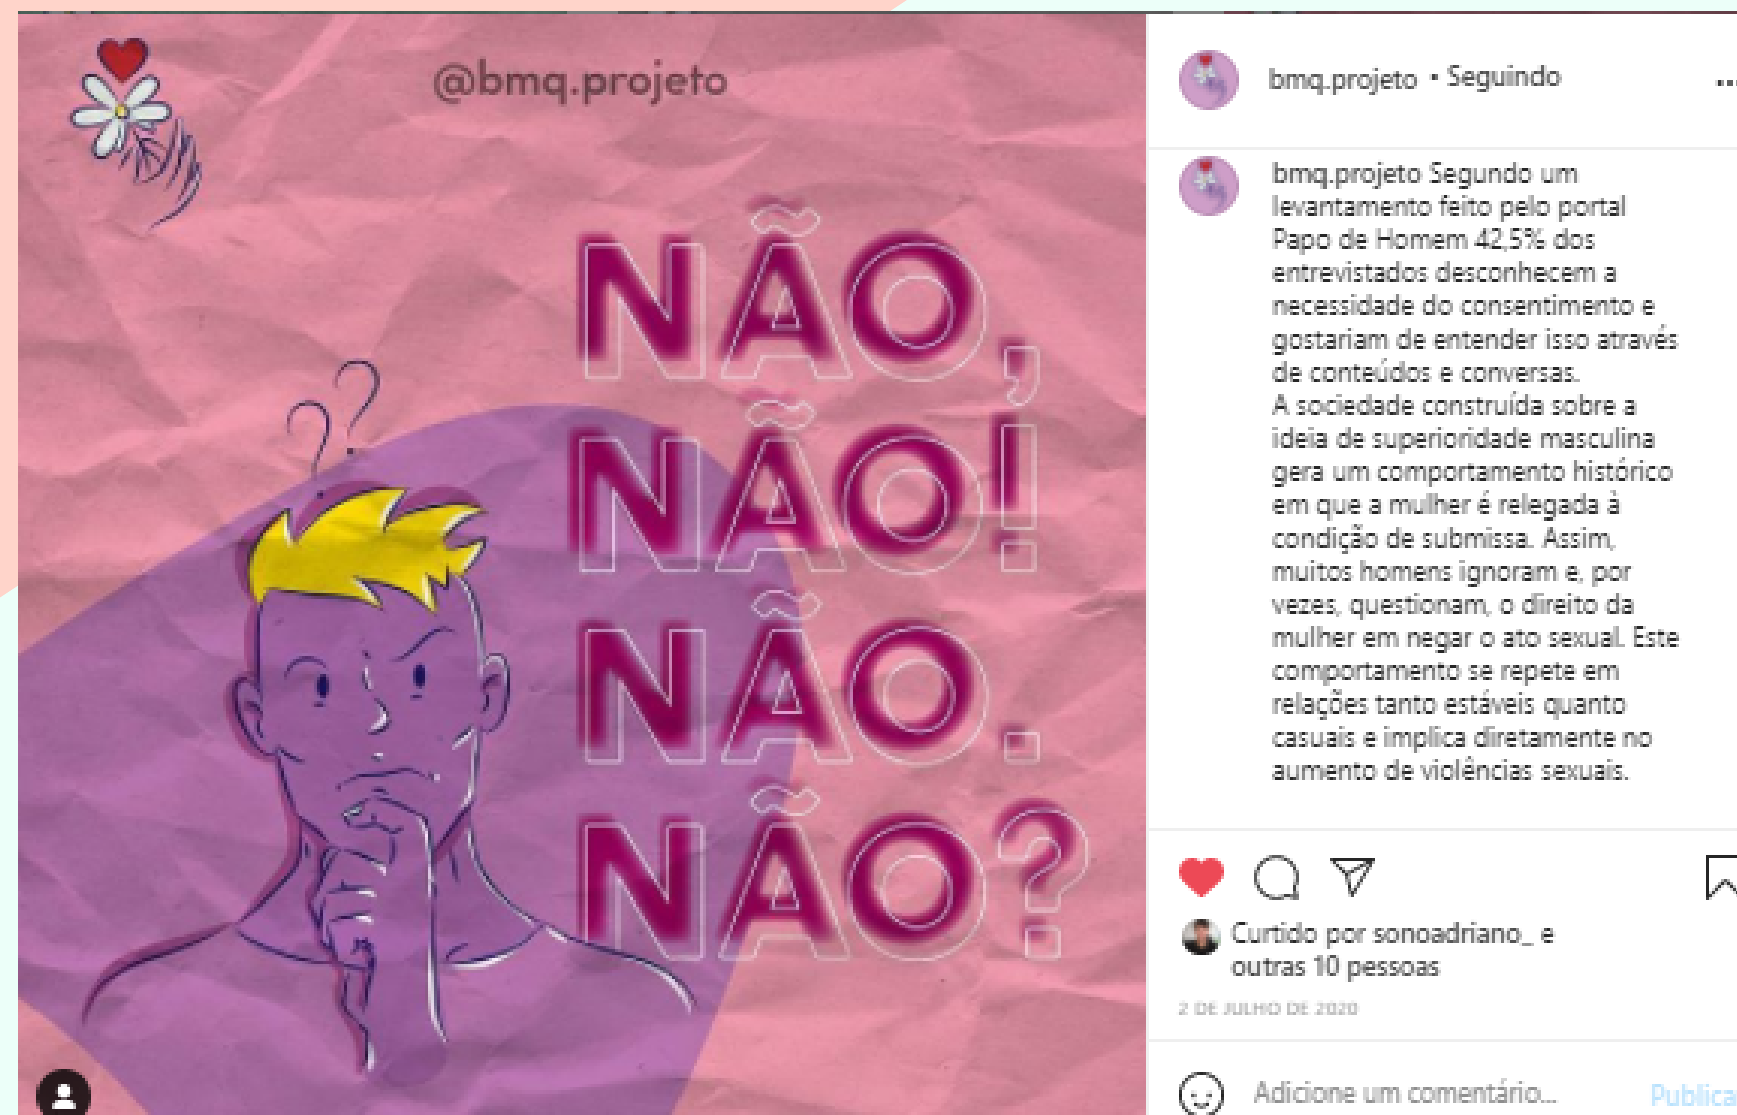 @bmq.projeto
NÃO,
NÃO!
NÃO.
NÃO?
??
bmq.projeto • Seguindo
...
bmq.projeto Segundo um
levantamento feito pelo portal
Papo de Homem 42,5% dos
entrevistados desconhecem a
necessidade do consentimento e
gostariam de entender isso através
de conteúdos e conversas.
A sociedade construída sobre a
ideia de superioridade masculina
gera um comportamento histórico
em que a mulher é relegada à
condição de submissa. Assim,
muitos homens ignoram e, por
vezes, questionam, o direito da
mulher em negar o ato sexual. Este
comportamento se repete em
relações tanto estáveis quanto
casuais e implica diretamente no
aumento de violências sexuais.
Curtido por sonoadriano_ e
outras 10 pessoas
2 DE JULHO DE 2020
Adicione um comentário...
Publica